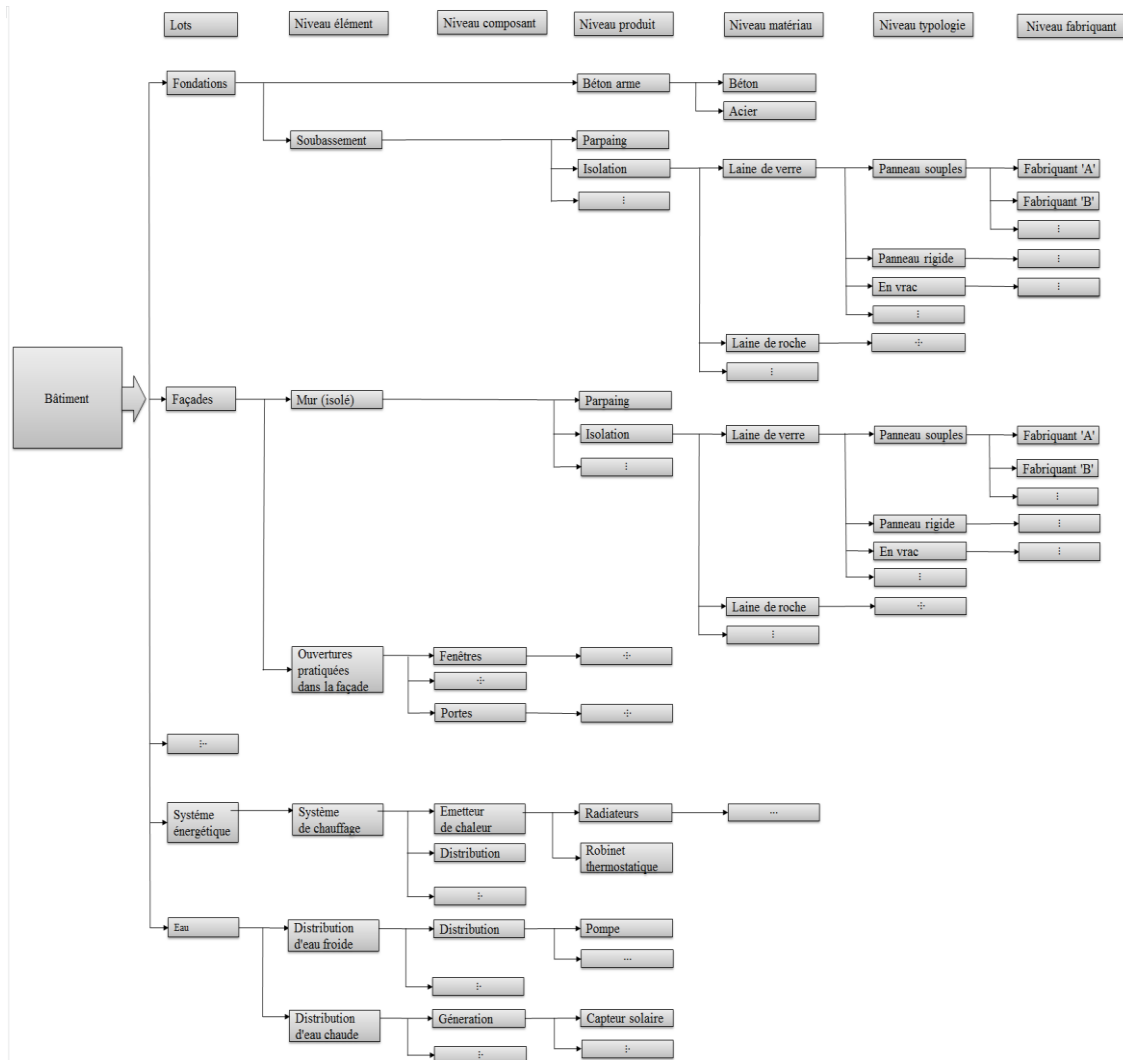 Lots Niveau élément Niveau composant Niveau produit Niveau matériau Niveau typologie Niveau fabriquant
Fondations Béton arme Béton
Acier
Soubassement Parpaing
Isolation Laine de verre Panneau souples Fabriquant 'A'
⋮ Fabriquant 'B'
⋮
Panneau rigide ⋮
En vrac ⋮
⋮
Laine de roche ⊹
⋮
Bâtiment
Façades Mur (isolé) Parpaing
Isolation Laine de verre Panneau souples Fabriquant 'A'
⋮ Fabriquant 'B'
⋮
Panneau rigide ⋮
En vrac ⋮
⋮
Laine de roche ⊹
⋮
Ouvertures
pratiquées
dans la façade
Fenêtres ⊹
⊹
Portes ⊹
⋮
Systéme
énergétique
Système
de chauffage
Emetteur
de chaleur
Radiateurs ...
Distribution
Robinet
thermostatique
⋮
Eau
Distribution
d'eau froide
Distribution Pompe
...
⋮
Distribution
d'eau chaude
Géneration Capteur solaire
⋮ ⋮